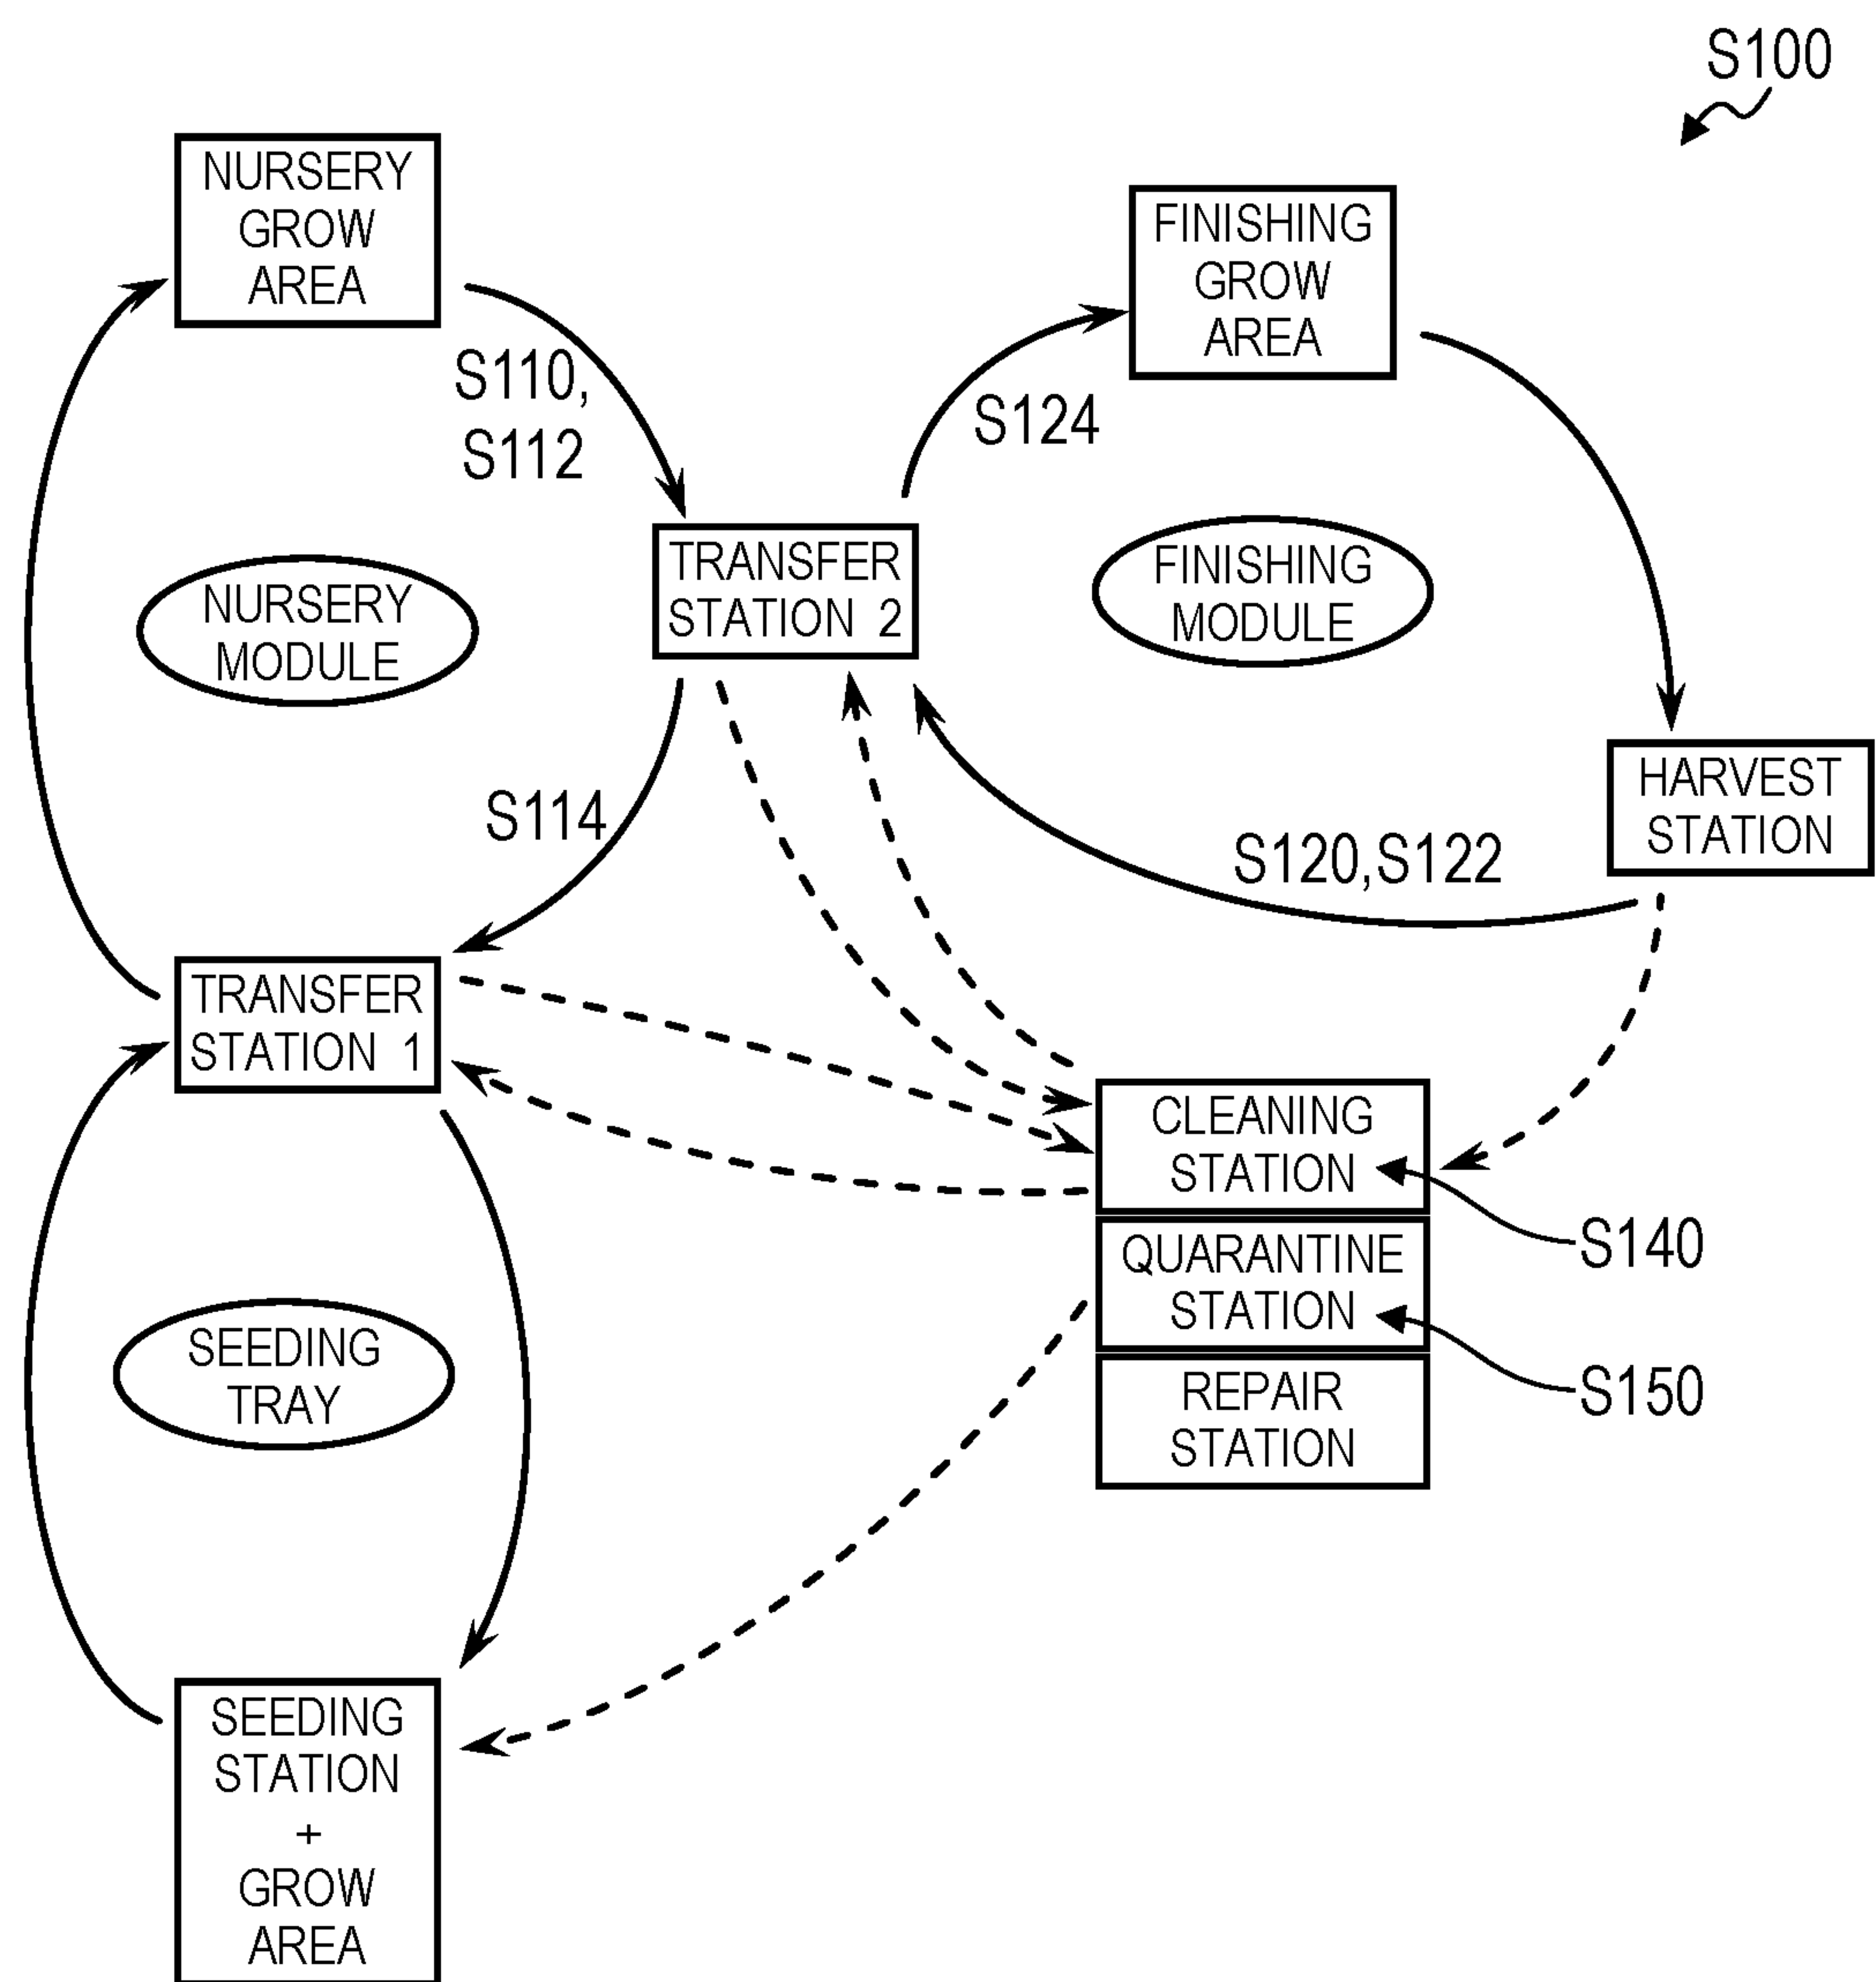 S100
NURSERY
GROW
AREA
FINISHING
GROW
AREA
S110,
S112
S124
TRANSFER
STATION 2
FINISHING
MODULE
NURSERY
MODULE
HARVEST
STATION
S114
S120,S122
TRANSFER
STATION 1
CLEANING
STATION
S140
QUARANTINE
STATION
S150
REPAIR
STATION
SEEDING
TRAY
SEEDING
STATION
+
GROW
AREA